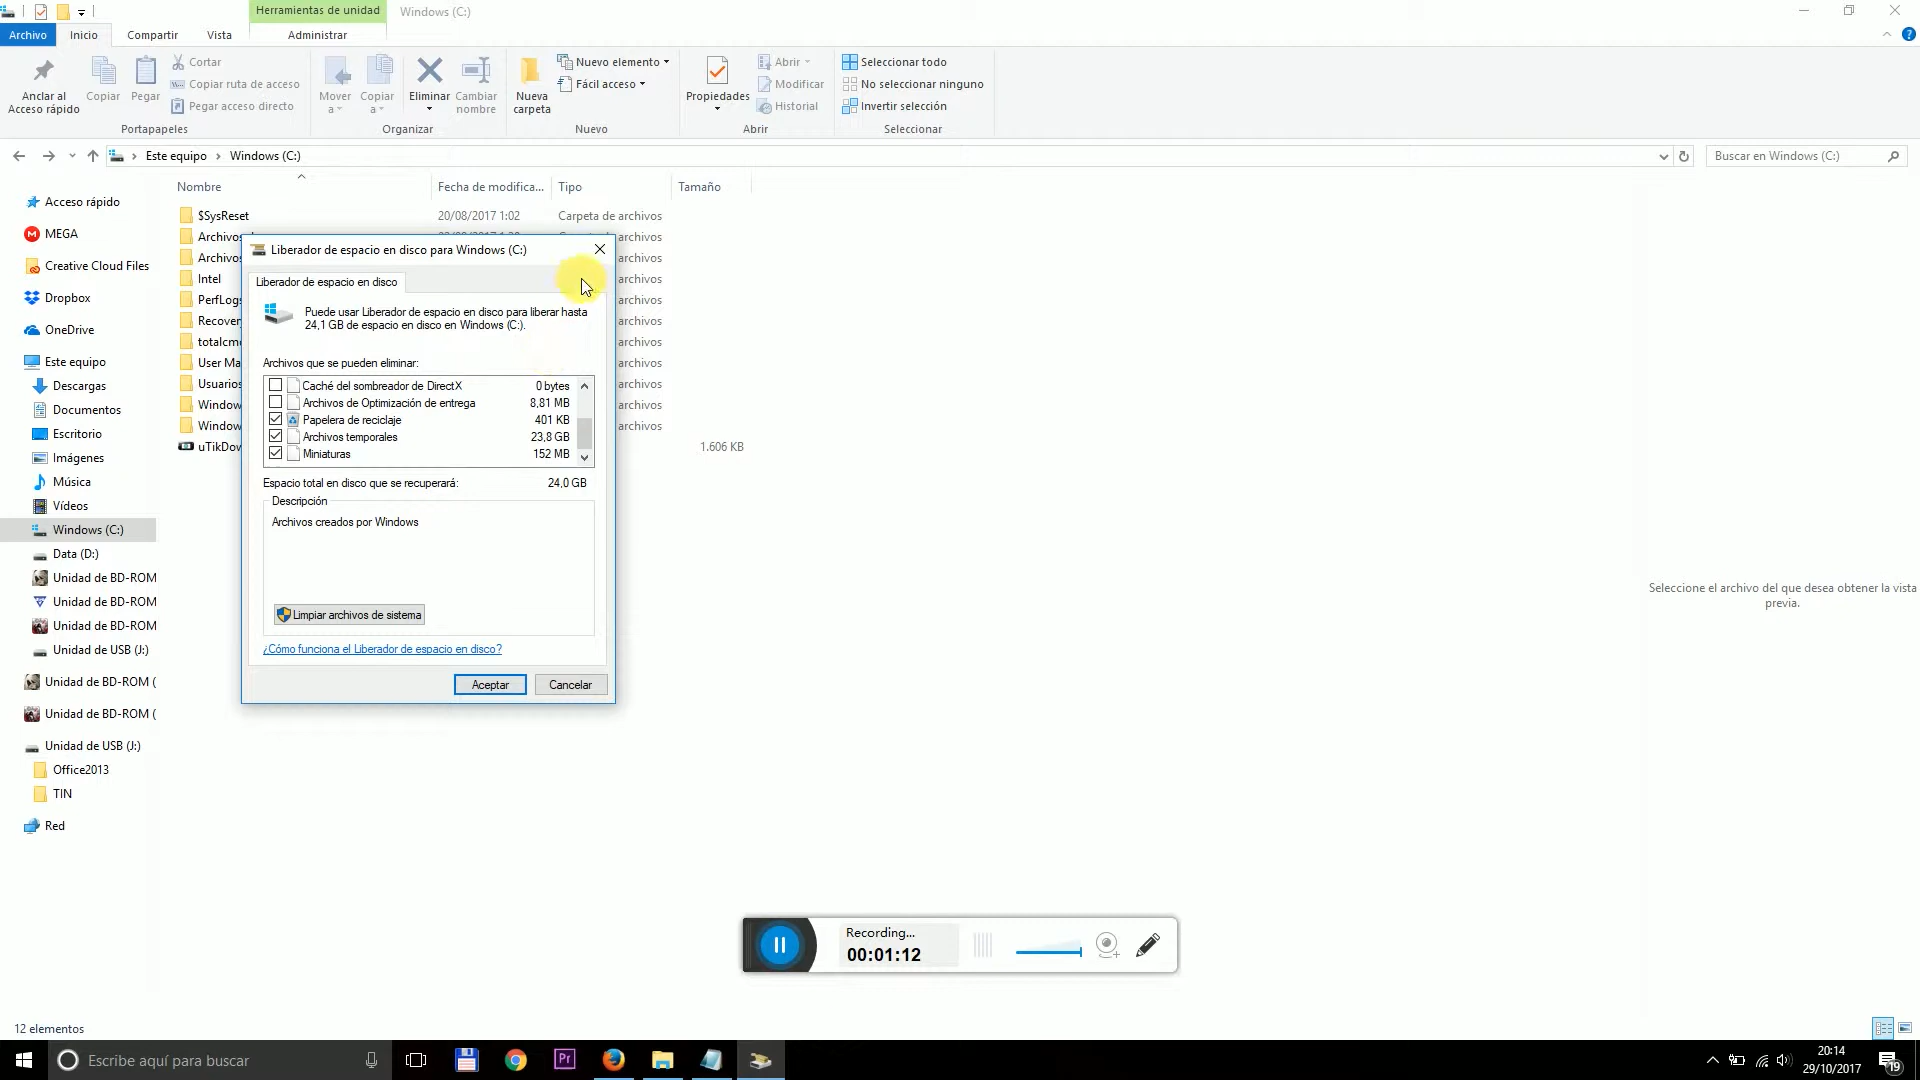 Herramientas de unidad
Windows (C:)
Archivo
Inicio
Compartir
Vista
Administrar
Anclar al
Acceso rápido
Copiar
Pegar
Cortar
Copiar ruta de acceso
Pegar acceso directo
Portapapeles
Mover
a
Copiar
a
Eliminar
Cambiar
nombre
Organizar
Nueva
carpeta
Nuevo elemento
Fácil acceso
Nuevo
Propiedades
Abrir
Modificar
Historial
Abrir
Seleccionar todo
No seleccionar ninguno
Invertir selección
Seleccionar
Este equipo
Windows (C:)
Buscar en Windows (C:)
Nombre
Fecha de modifica...
Tipo
Tamaño
Acceso rápido
MEGA
Creative Cloud Files
Dropbox
OneDrive
Este equipo
Descargas
Documentos
Escritorio
Imágenes
Música
Vídeos
Windows (C:)
Data (D:)
Unidad de BD-ROM
Unidad de BD-ROM
Unidad de BD-ROM
Unidad de USB (J:)
Unidad de BD-ROM (
Unidad de BD-ROM (
Unidad de USB (J:)
Office2013
TIN
Red
$SysReset 20/08/2017 1:02 Carpeta de archivos
Archivos archivos
Archivos archivos
Intel archivos
PerfLogs archivos
Recover archivos
totalcm archivos
User Ma archivos
Usuarios archivos
Window archivos
Window archivos
uTikDow 1.606 KB
Liberador de espacio en disco para Windows (C:)
Liberador de espacio en disco
Puede usar Liberador de espacio en disco para liberar hasta
24,1 GB de espacio en disco en Windows (C:).
Archivos que se pueden eliminar:
Caché del sombreador de DirectX 0 bytes
Archivos de Optimización de entrega 8,81 MB
Papelera de reciclaje 401 KB
Archivos temporales 23,8 GB
Miniaturas 152 MB
Espacio total en disco que se recuperará: 24,0 GB
Descripción
Archivos creados por Windows
Limpiar archivos de sistema
¿Cómo funciona el Liberador de espacio en disco?
Aceptar
Cancelar
Seleccione el archivo del que desea obtener la vista
previa.
Recording...
00:01:12
12 elementos
Escribe aquí para buscar
Pr
20:14
29/10/2017
19